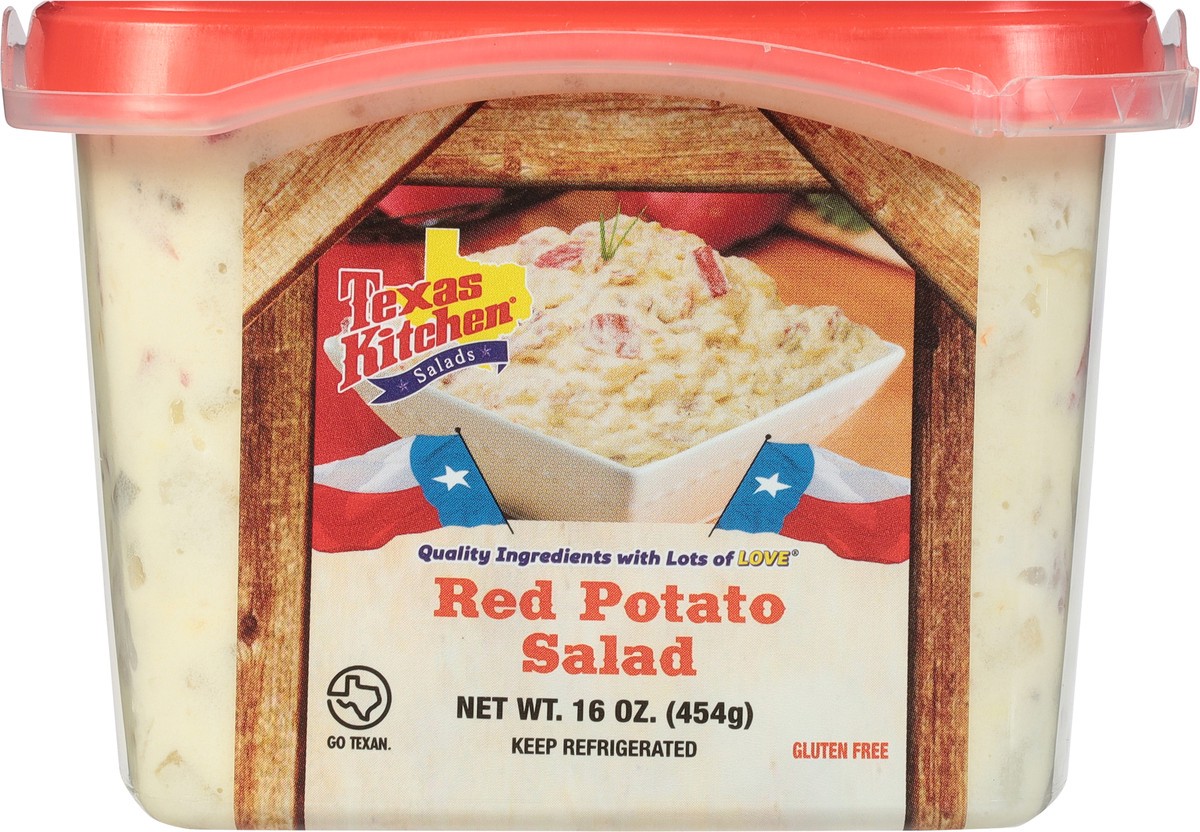 Texas
Kitchen®
Salads
Quality Ingredients with Lots of LOVE®
Red Potato
Salad
NET WT. 16 OZ. (454g)
KEEP REFRIGERATED
GO TEXAN.
GLUTEN FREE